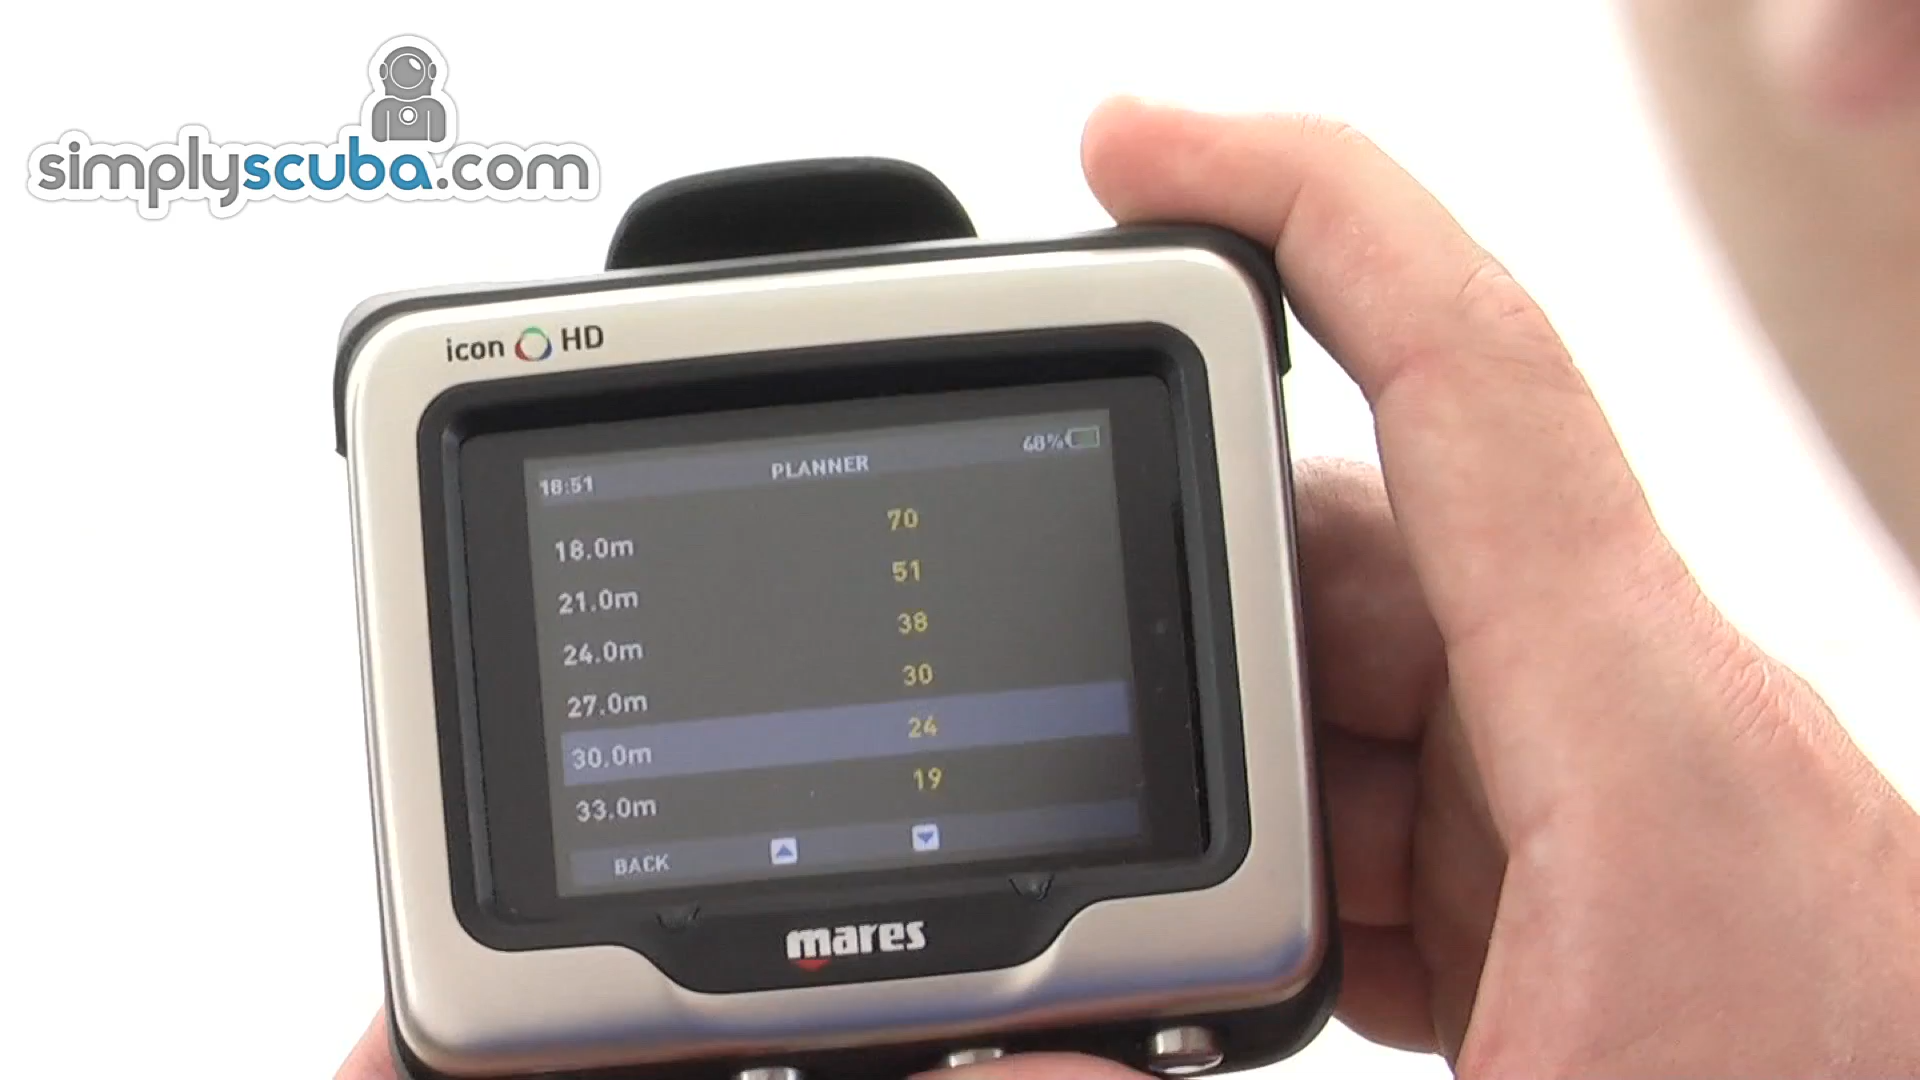 simplyscuba.com
icon HD
18:51 PLANNER 48%
18.0m 70
21.0m 51
24.0m 38
27.0m 30
30.0m 24
33.0m 19
BACK
mares